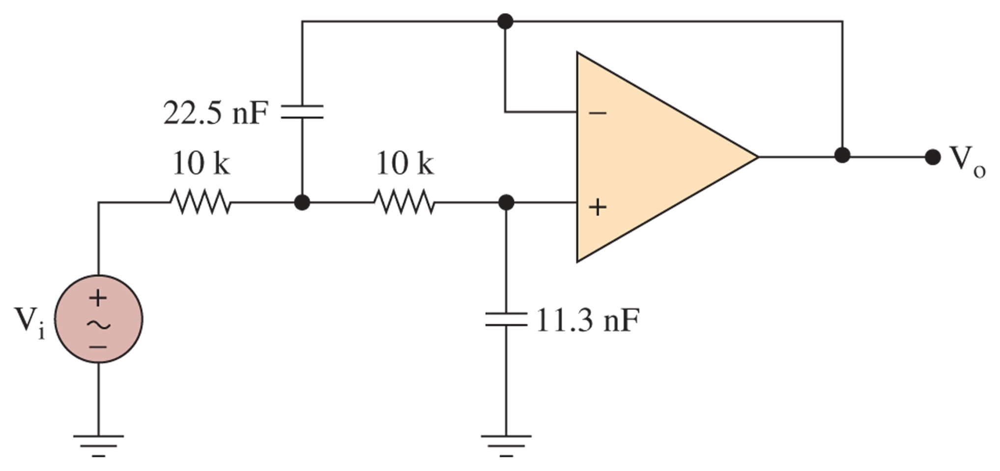 22.5 nF
10 k
10 k
−
+
Vo
Vi
+
~
−
11.3 nF